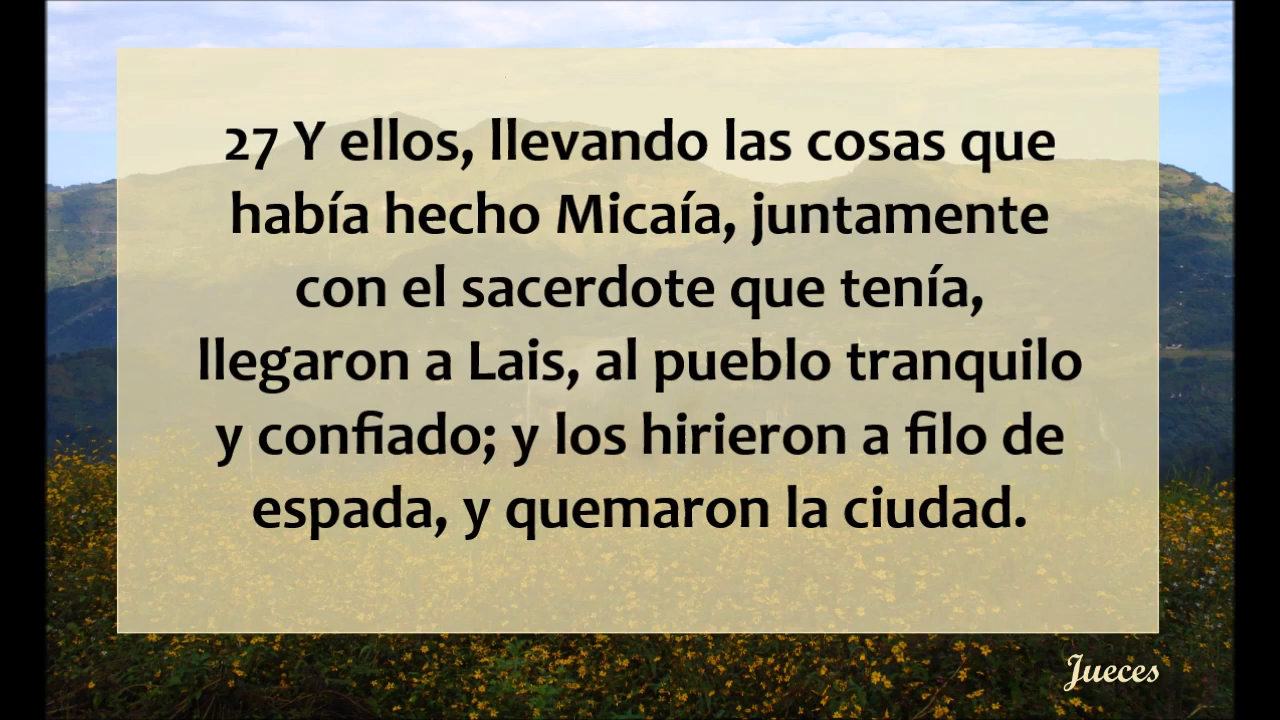 27 Y ellos, llevando las cosas que
había hecho Micaía, juntamente
con el sacerdote que tenía,
llegaron a Lais, al pueblo tranquilo
y confiado; y los hirieron a filo de
espada, y quemaron la ciudad.
Jueces